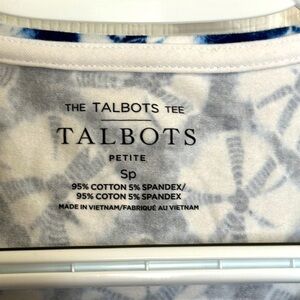 THE TALBOTS TEE
TALBOTS
PETITE
Sp
95% COTTON 5% SPANDEX/
95% COTON 5% SPANDEX
MADE IN VIETNAM/FABRIQUÉ AU VIETNAM